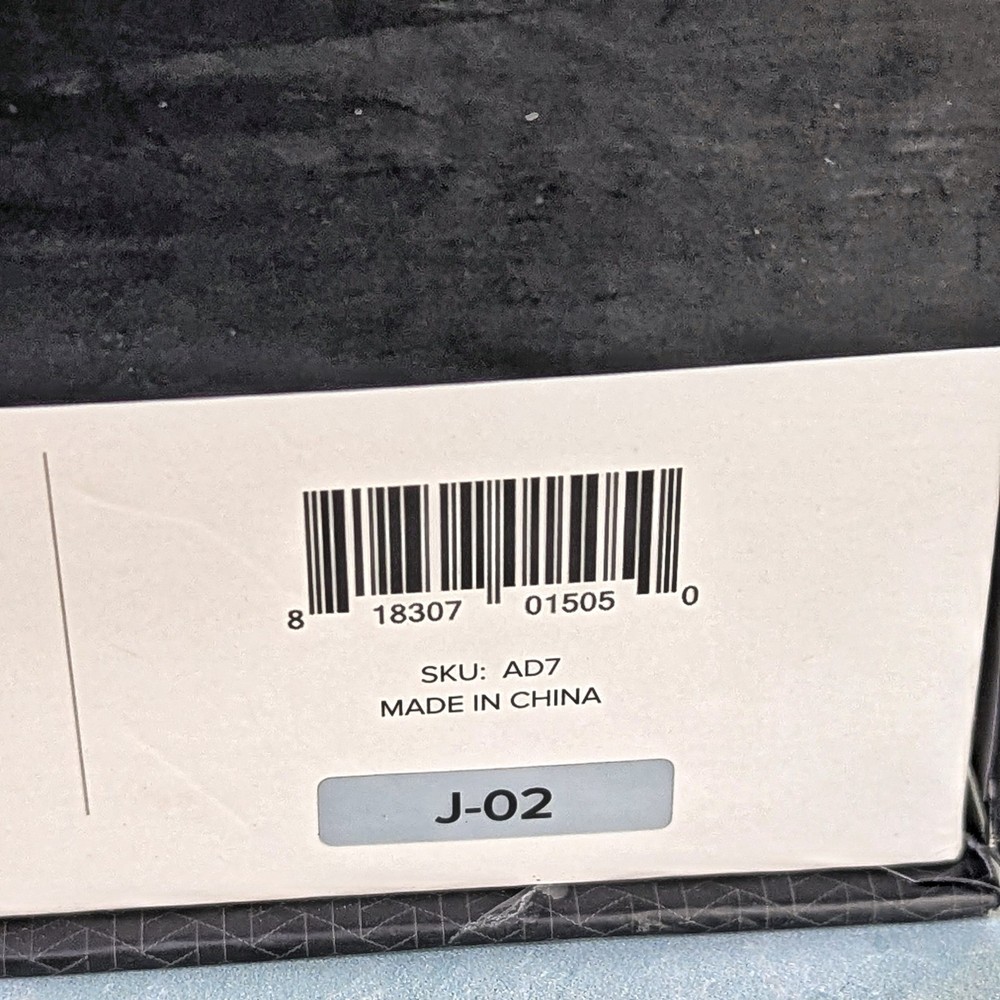 8 18307 01505 0
SKU: AD7
MADE IN CHINA
J-02